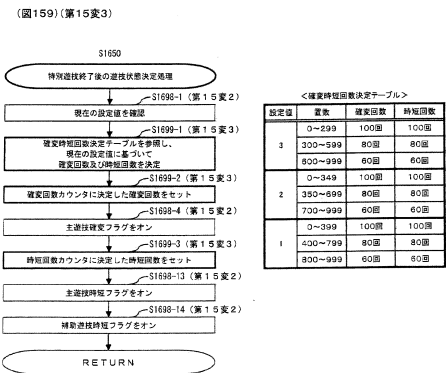 (図159)(第15変3)
S1650
特別遊技終了後の遊技状態決定処理
S1698-1(第15変2)
現在の設定値を確認
S1699-1(第15変3)
確変時短回数決定テーブルを参照し、
現在の設定値に基づいて
確変回数及び時短回数を決定
S1699-2(第15変3)
確変回数カウンタに決定した確変回数をセット
S1698-4(第15変2)
主遊技確変フラグをオン
S1699-3(第15変3)
時短回数カウンタに決定した時短回数をセット
S1698-13(第15変2)
主遊技時短フラグをオン
S1698-14(第15変2)
補助遊技時短フラグをオン
RETURN
<確変時短回数決定テーブル>
設定値 置数 確変回数 時短回数
3 0~299 100回 100回
300~599 80回 80回
600~999 60回 60回
2 0~349 100回 100回
350~699 80回 80回
700~999 60回 60回
1 0~399 100回 100回
400~799 80回 80回
800~999 60回 60回